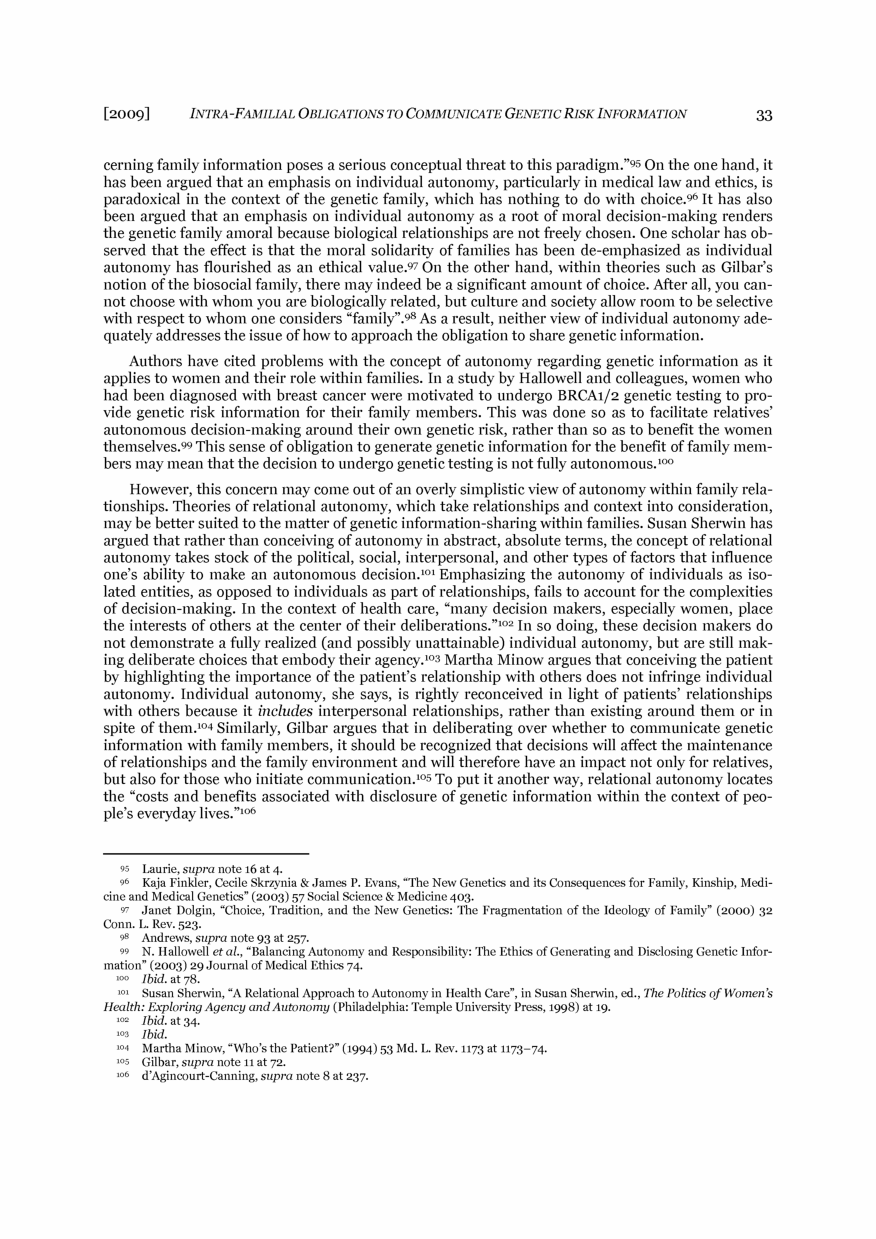 [2009] INTRA-FAMILIAL OBLIGATIONS TO COMMUNICATE GENETIC RISK INFORMATION 33
cerning family information poses a serious conceptual threat to this paradigm.”95 On the one hand, it
has been argued that an emphasis on individual autonomy, particularly in medical law and ethics, is
paradoxical in the context of the genetic family, which has nothing to do with choice.96 It has also
been argued that an emphasis on individual autonomy as a root of moral decision-making renders
the genetic family amoral because biological relationships are not freely chosen. One scholar has ob-
served that the effect is that the moral solidarity of families has been de-emphasized as individual
autonomy has flourished as an ethical value.97 On the other hand, within theories such as Gilbar’s
notion of the biosocial family, there may indeed be a significant amount of choice. After all, you can-
not choose with whom you are biologically related, but culture and society allow room to be selective
with respect to whom one considers “family”.98 As a result, neither view of individual autonomy ade-
quately addresses the issue of how to approach the obligation to share genetic information.
Authors have cited problems with the concept of autonomy regarding genetic information as it
applies to women and their role within families. In a study by Hallowell and colleagues, women who
had been diagnosed with breast cancer were motivated to undergo BRCA1/2 genetic testing to pro-
vide genetic risk information for their family members. This was done so as to facilitate relatives’
autonomous decision-making around their own genetic risk, rather than so as to benefit the women
themselves.99 This sense of obligation to generate genetic information for the benefit of family mem-
bers may mean that the decision to undergo genetic testing is not fully autonomous.100
However, this concern may come out of an overly simplistic view of autonomy within family rela-
tionships. Theories of relational autonomy, which take relationships and context into consideration,
may be better suited to the matter of genetic information-sharing within families. Susan Sherwin has
argued that rather than conceiving of autonomy in abstract, absolute terms, the concept of relational
autonomy takes stock of the political, social, interpersonal, and other types of factors that influence
one’s ability to make an autonomous decision.101 Emphasizing the autonomy of individuals as iso-
lated entities, as opposed to individuals as part of relationships, fails to account for the complexities
of decision-making. In the context of health care, “many decision makers, especially women, place
the interests of others at the center of their deliberations.”102 In so doing, these decision makers do
not demonstrate a fully realized (and possibly unattainable) individual autonomy, but are still mak-
ing deliberate choices that embody their agency.103 Martha Minow argues that conceiving the patient
by highlighting the importance of the patient’s relationship with others does not infringe individual
autonomy. Individual autonomy, she says, is rightly reconceived in light of patients’ relationships
with others because it includes interpersonal relationships, rather than existing around them or in
spite of them.104 Similarly, Gilbar argues that in deliberating over whether to communicate genetic
information with family members, it should be recognized that decisions will affect the maintenance
of relationships and the family environment and will therefore have an impact not only for relatives,
but also for those who initiate communication.105 To put it another way, relational autonomy locates
the “costs and benefits associated with disclosure of genetic information within the context of peo-
ple’s everyday lives.”106
95 Laurie, supra note 16 at 4.
96 Kaja Finkler, Cecile Skrzynia & James P. Evans, “The New Genetics and its Consequences for Family, Kinship, Medi-
cine and Medical Genetics” (2003) 57 Social Science & Medicine 403.
97 Janet Dolgin, “Choice, Tradition, and the New Genetics: The Fragmentation of the Ideology of Family” (2000) 32
Conn. L. Rev. 523.
98 Andrews, supra note 93 at 257.
99 N. Hallowell et al., “Balancing Autonomy and Responsibility: The Ethics of Generating and Disclosing Genetic Infor-
mation” (2003) 29 Journal of Medical Ethics 74.
100 Ibid. at 78.
101 Susan Sherwin, “A Relational Approach to Autonomy in Health Care”, in Susan Sherwin, ed., The Politics of Women’s
Health: Exploring Agency and Autonomy (Philadelphia: Temple University Press, 1998) at 19.
102 Ibid. at 34.
103 Ibid.
104 Martha Minow, “Who’s the Patient?” (1994) 53 Md. L. Rev. 1173 at 1173–74.
105 Gilbar, supra note 11 at 72.
106 d’Agincourt-Canning, supra note 8 at 237.